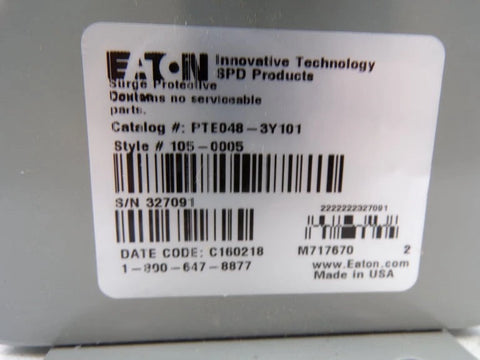 EATON Innovative Technology
SPD Products
Surge Protective
Device
Contains no serviceable
parts.
Catalog #: PTE048-3Y101
Style # 105-0005
S/N 327091
2222222327091
DATE CODE: C160218
M717670 2
1-800-647-8877
www.Eaton.com
Made in USA